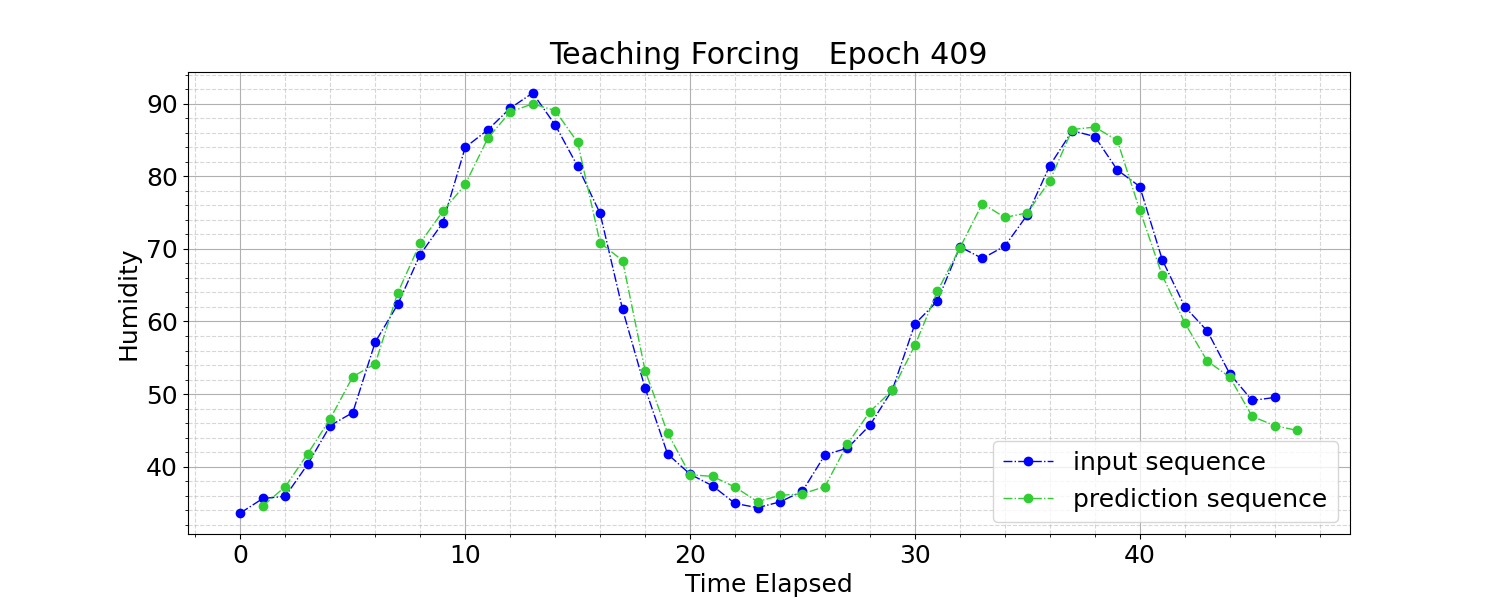 Teaching Forcing   Epoch 409
Humidity
90
80
70
60
50
40
0 10 20 30 40
Time Elapsed
input sequence
prediction sequence